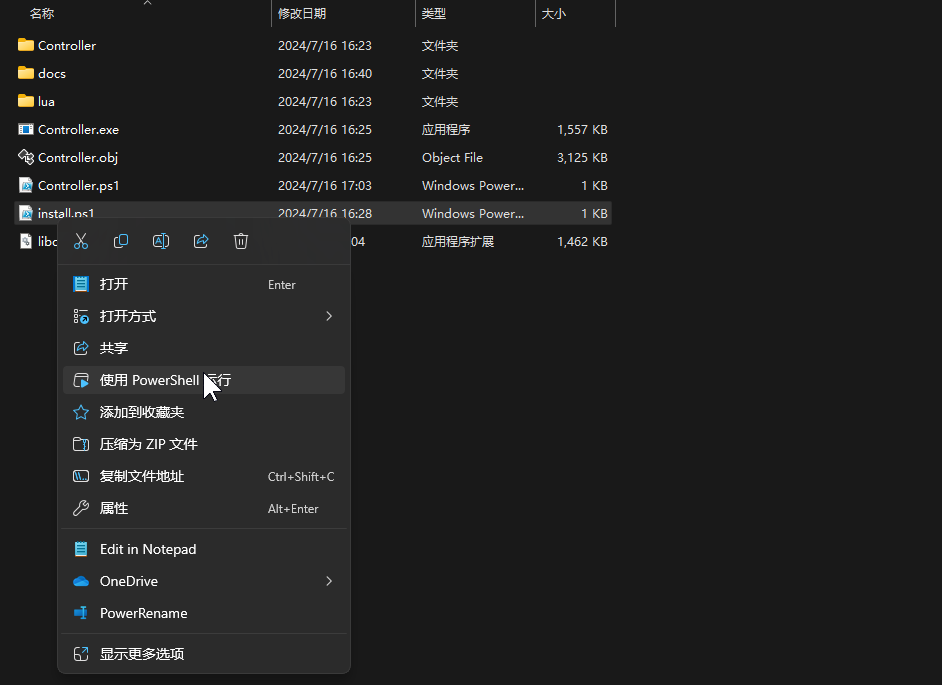 名称 修改日期 类型 大小
Controller 2024/7/16 16:23 文件夹
docs 2024/7/16 16:40 文件夹
lua 2024/7/16 16:23 文件夹
Controller.exe 2024/7/16 16:25 应用程序 1,557 KB
Controller.obj 2024/7/16 16:25 Object File 3,125 KB
Controller.ps1 2024/7/16 17:03 Windows Power... 1 KB
install.ps1 2024/7/16 16:28 Windows Power... 1 KB
04 应用程序扩展 1,462 KB
打开 Enter
打开方式
共享
使用 PowerShell 运行
添加到收藏夹
压缩为 ZIP 文件
复制文件地址 Ctrl+Shift+C
属性 Alt+Enter
Edit in Notepad
OneDrive
PowerRename
显示更多选项